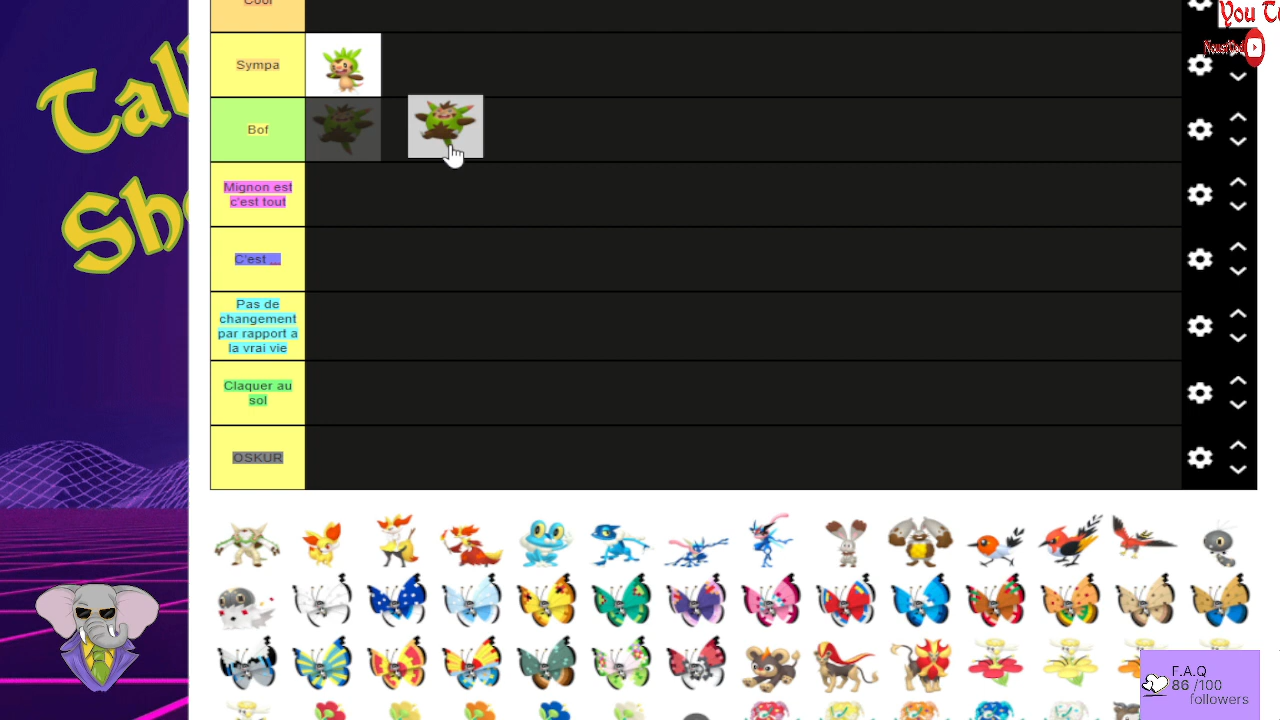 Cool
You
Sympa
Bof
Mignon est
c'est tout
C'est ...
Pas de
changement
par rapport a
la vrai vie
Claquer au
sol
OSKUR
F.A.Q
86 /100
followers